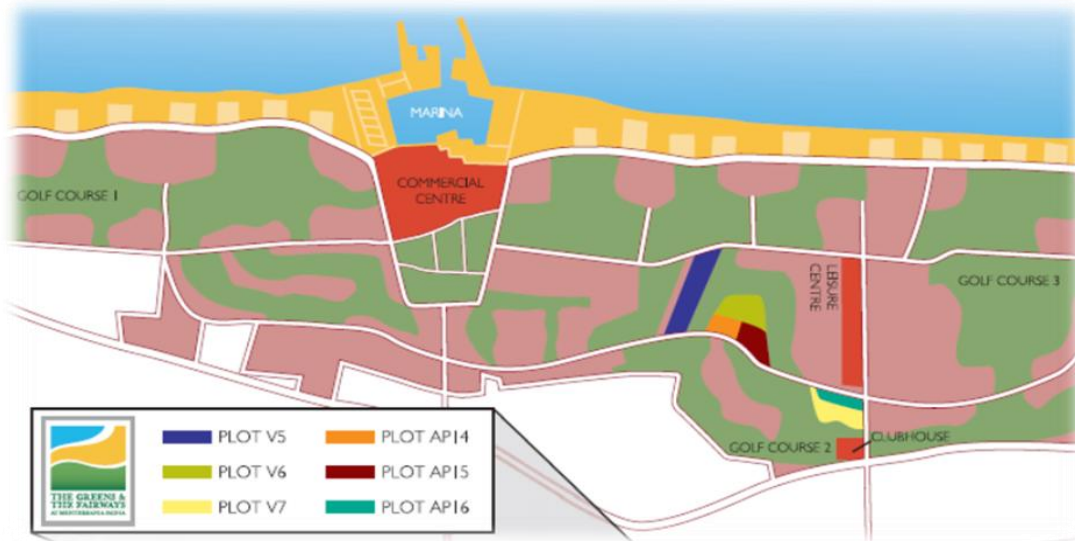 MARINA
COMMERCIAL
CENTRE
GOLF COURSE 1
LEISURE
CENTRE
GOLF COURSE 3
GOLF COURSE 2
CLUBHOUSE
PLOT V5
PLOT AP14
PLOT V6
PLOT AP15
PLOT V7
PLOT AP16
THE GREENS &
THE FAIRWAYS